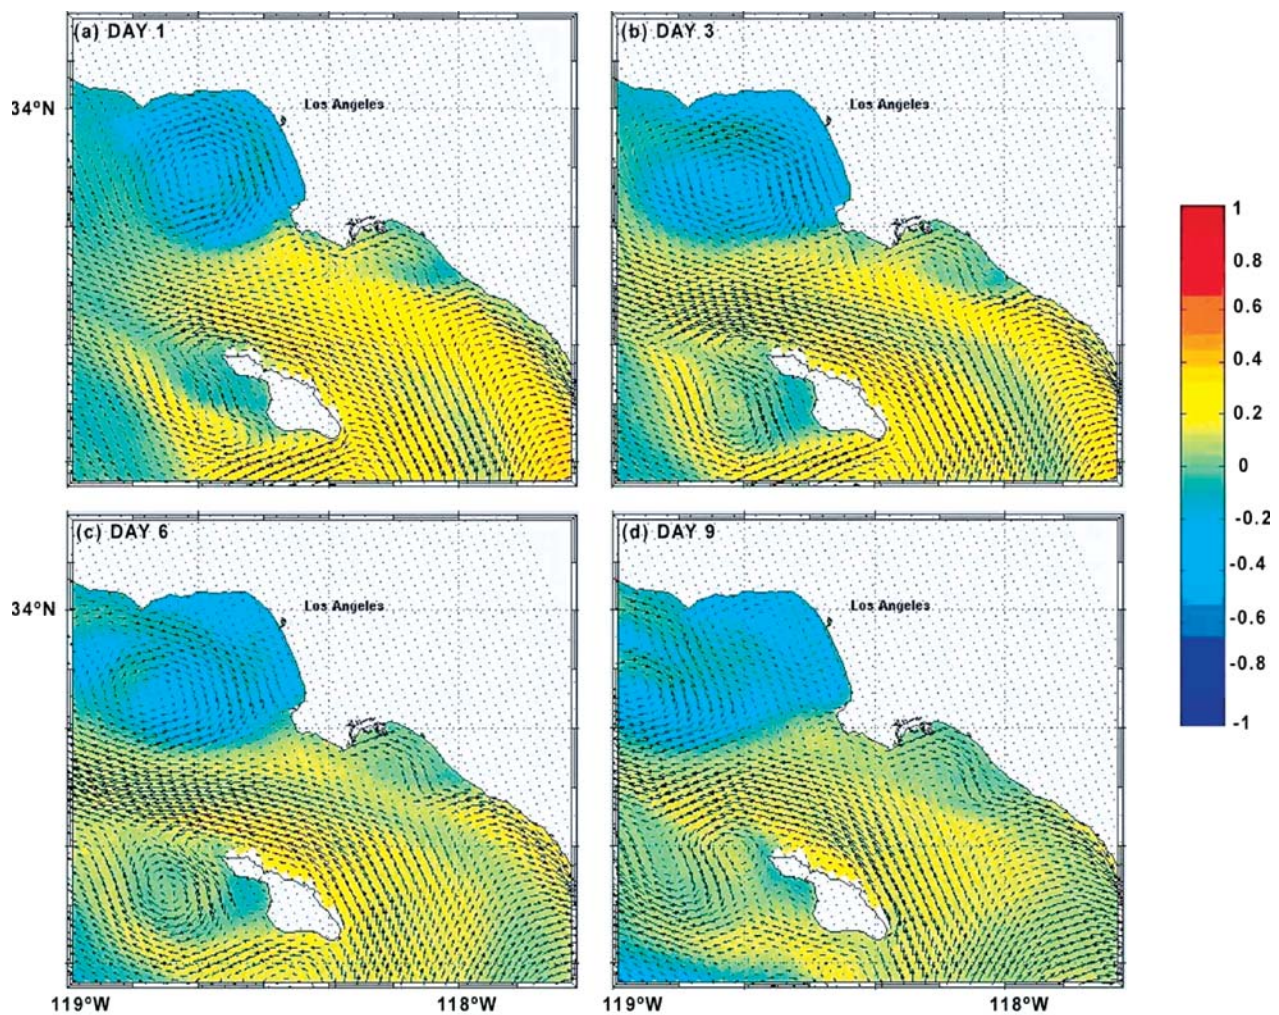 (a) DAY 1
(b) DAY 3
34°N
Los Angeles
Los Angeles
1
0.8
0.6
0.4
0.2
0
-0.2
-0.4
-0.6
-0.8
-1
(c) DAY 6
(d) DAY 9
34°N
Los Angeles
Los Angeles
119°W
118°W
119°W
118°W